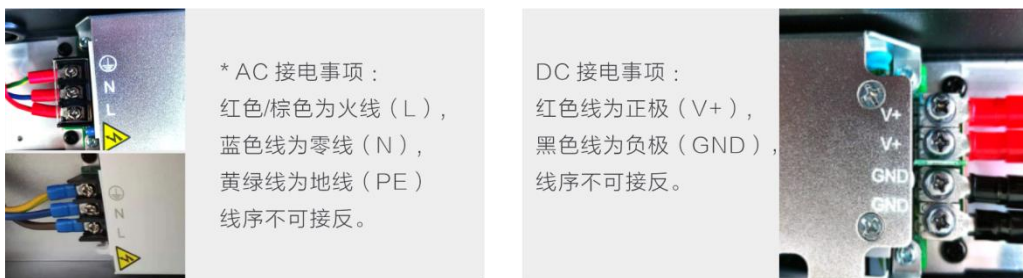 N
L
N
L
* AC 接电事项：
红色/棕色为火线（L），
蓝色线为零线（N），
黄绿线为地线（PE）
线序不可接反。
DC 接电事项：
红色线为正极（V+），
黑色线为负极（GND），
线序不可接反。
V+
V+
GND
GND